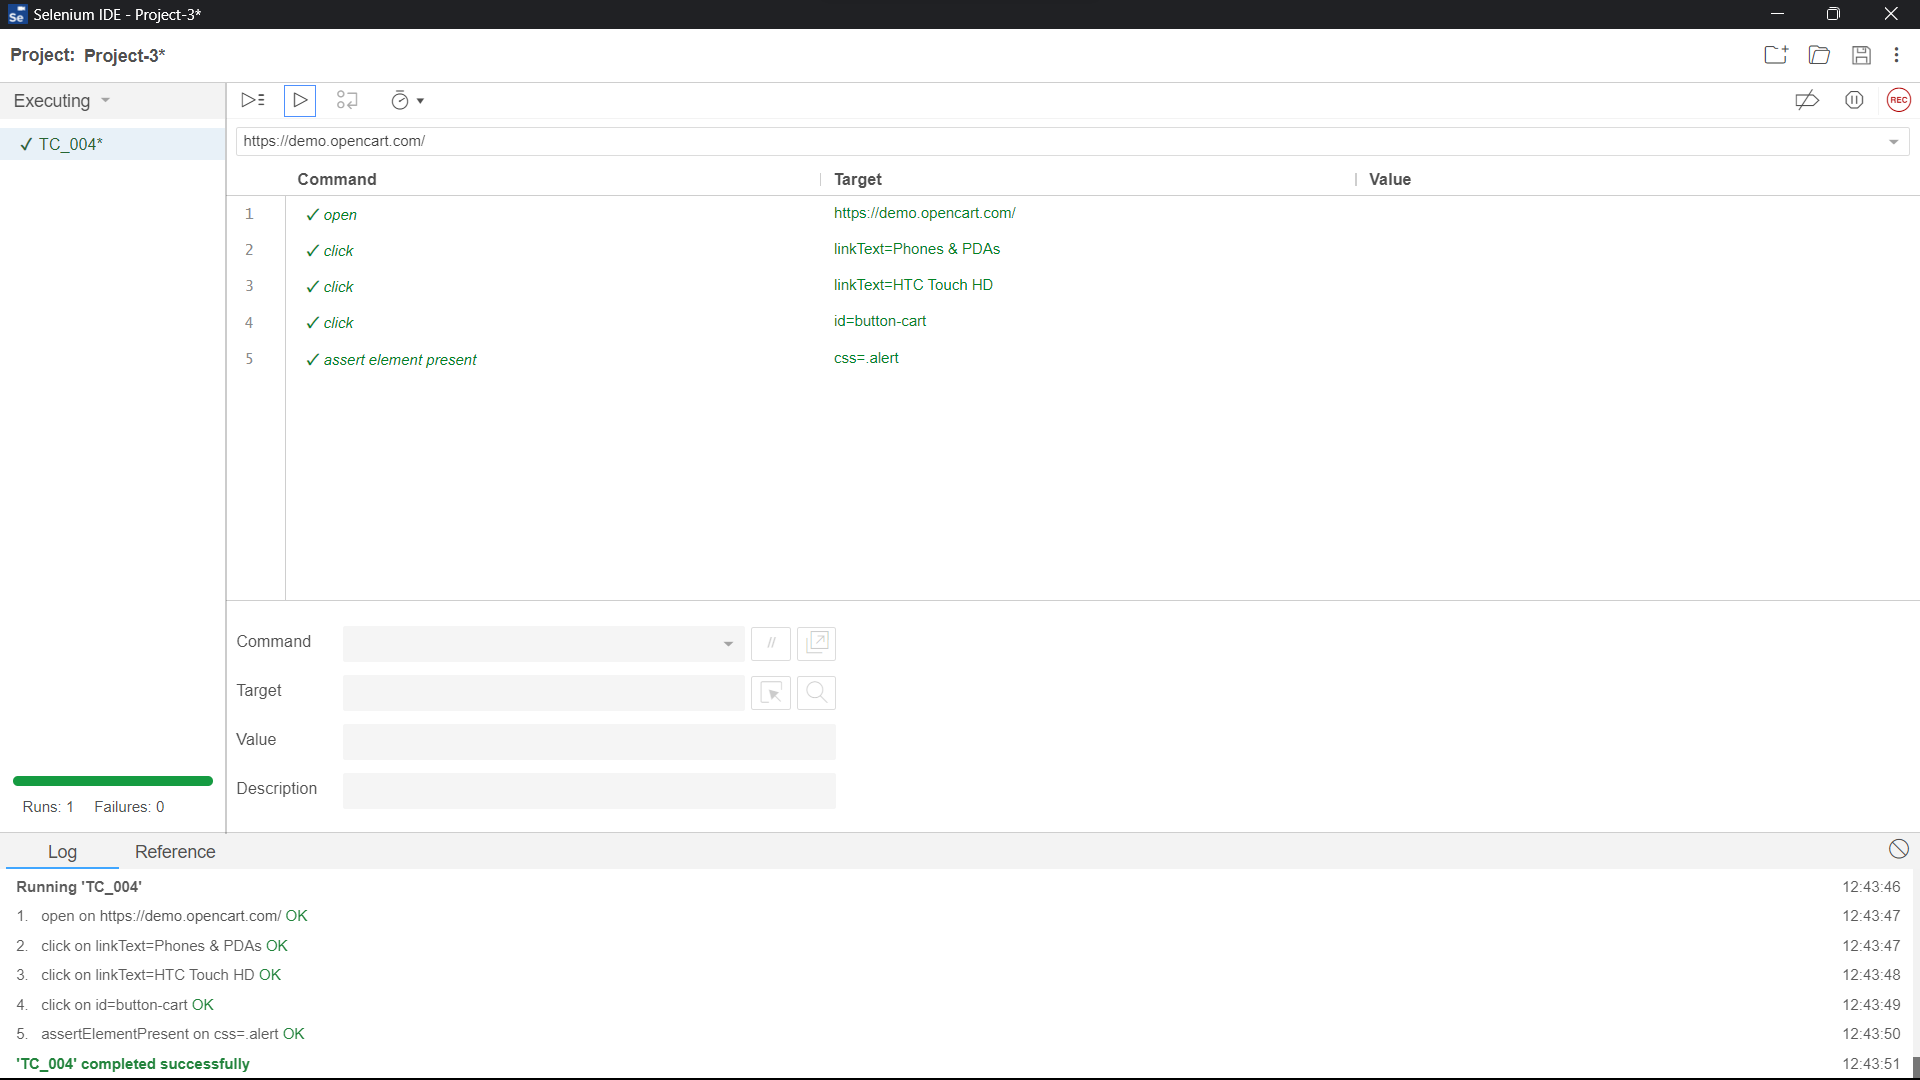 Se Selenium IDE - Project-3*
Project: Project-3*
Executing
REC
✓ TC_004*
https://demo.opencart.com/
Command Target Value
1 ✓ open https://demo.opencart.com/
2 ✓ click linkText=Phones & PDAs
3 ✓ click linkText=HTC Touch HD
4 ✓ click id=button-cart
5 ✓ assert element present css=.alert
Command //
Target
Value
Description
Runs: 1 Failures: 0
Log Reference
Running 'TC_004' 12:43:46
1. open on https://demo.opencart.com/ OK 12:43:47
2. click on linkText=Phones & PDAs OK 12:43:47
3. click on linkText=HTC Touch HD OK 12:43:48
4. click on id=button-cart OK 12:43:49
5. assertElementPresent on css=.alert OK 12:43:50
'TC_004' completed successfully 12:43:51